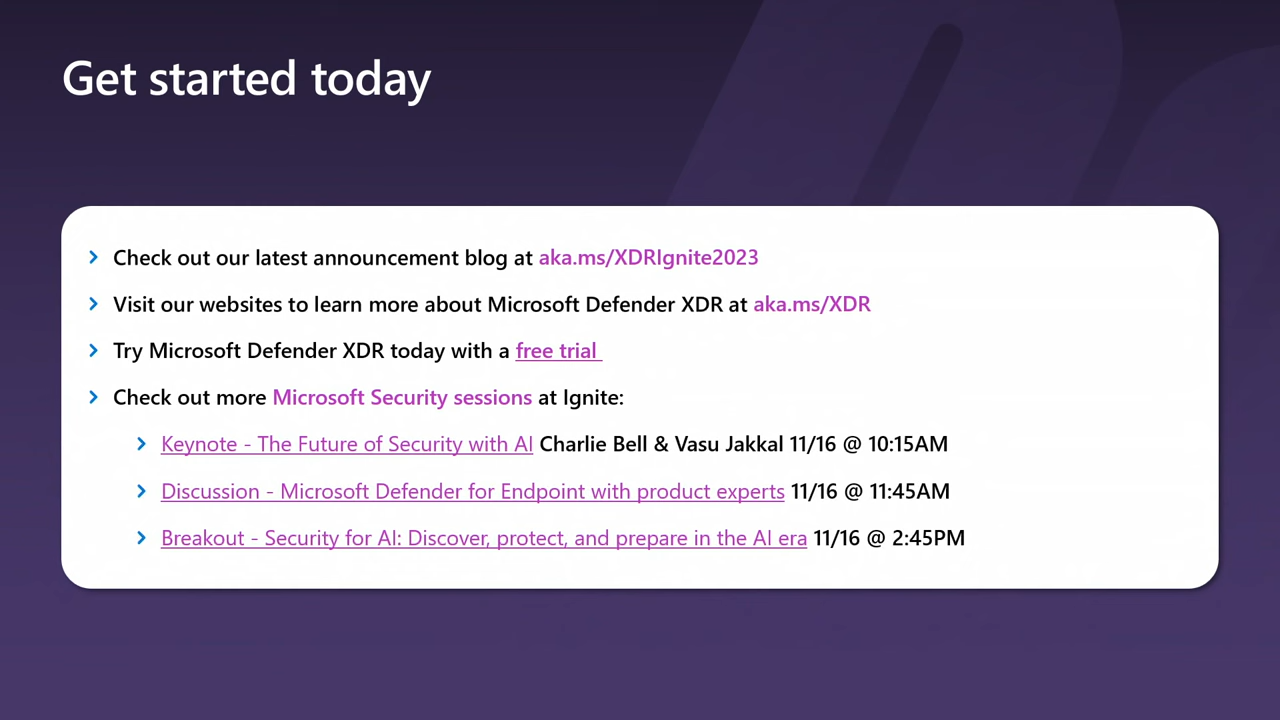 Get started today
Check out our latest announcement blog at aka.ms/XDRIgnite2023
Visit our websites to learn more about Microsoft Defender XDR at aka.ms/XDR
Try Microsoft Defender XDR today with a free trial
Check out more Microsoft Security sessions at Ignite:
Keynote - The Future of Security with AI Charlie Bell & Vasu Jakkal 11/16 @ 10:15AM
Discussion - Microsoft Defender for Endpoint with product experts 11/16 @ 11:45AM
Breakout - Security for AI: Discover, protect, and prepare in the AI era 11/16 @ 2:45PM